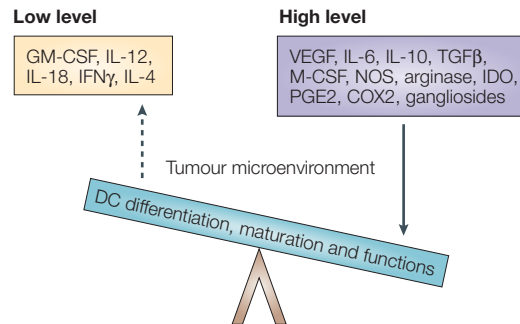 Low level
GM-CSF, IL-12,
IL-18, IFNγ, IL-4
High level
VEGF, IL-6, IL-10, TGFβ,
M-CSF, NOS, arginase, IDO,
PGE2, COX2, gangliosides
Tumour microenvironment
DC differentiation, maturation and functions